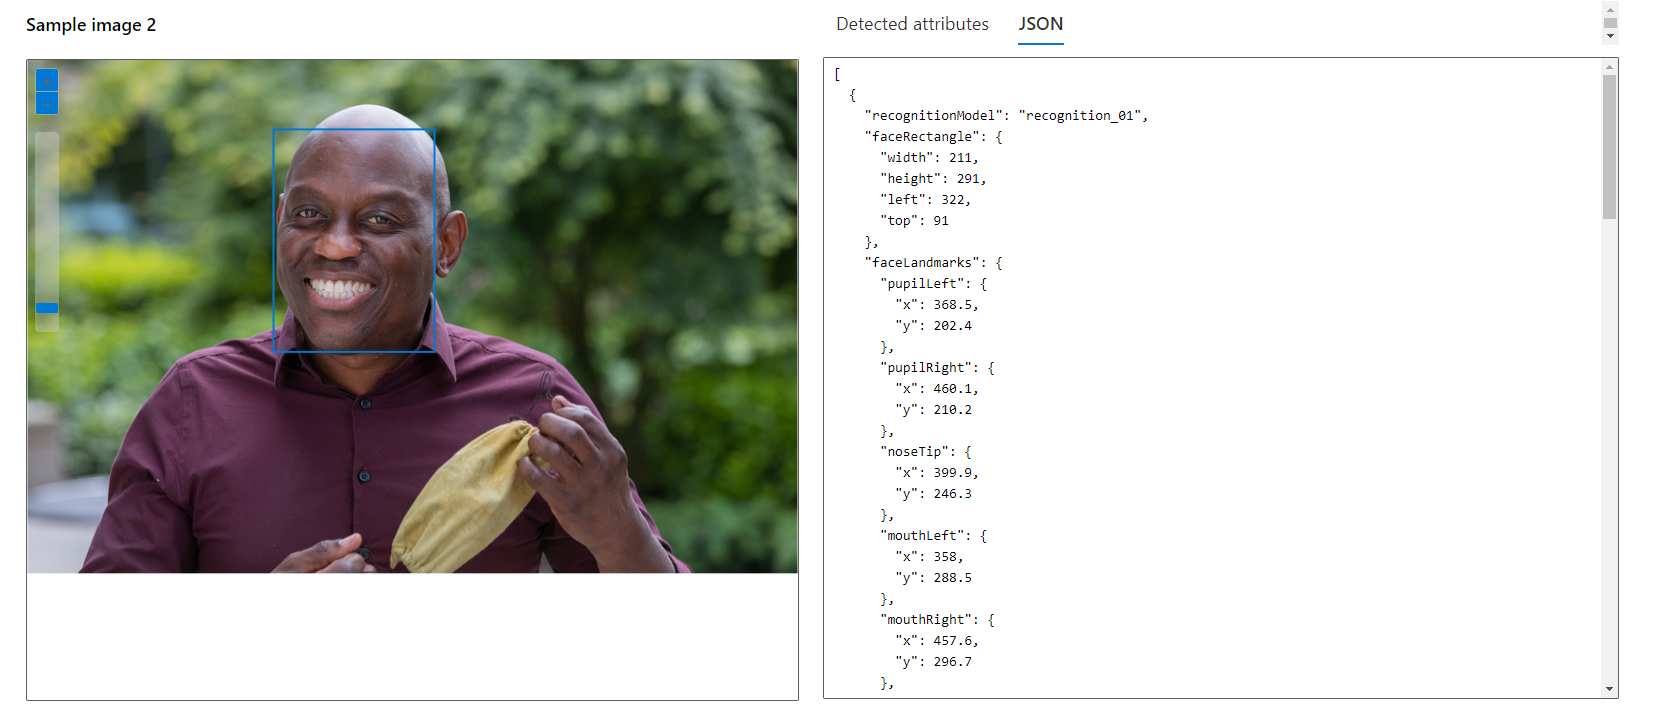 Sample image 2
Detected attributes
JSON
[
  {
    "recognitionModel": "recognition_01",
    "faceRectangle": {
      "width": 211,
      "height": 291,
      "left": 322,
      "top": 91
    },
    "faceLandmarks": {
      "pupilLeft": {
        "x": 368.5,
        "y": 202.4
      },
      "pupilRight": {
        "x": 460.1,
        "y": 210.2
      },
      "noseTip": {
        "x": 399.9,
        "y": 246.3
      },
      "mouthLeft": {
        "x": 358,
        "y": 288.5
      },
      "mouthRight": {
        "x": 457.6,
        "y": 296.7
      },